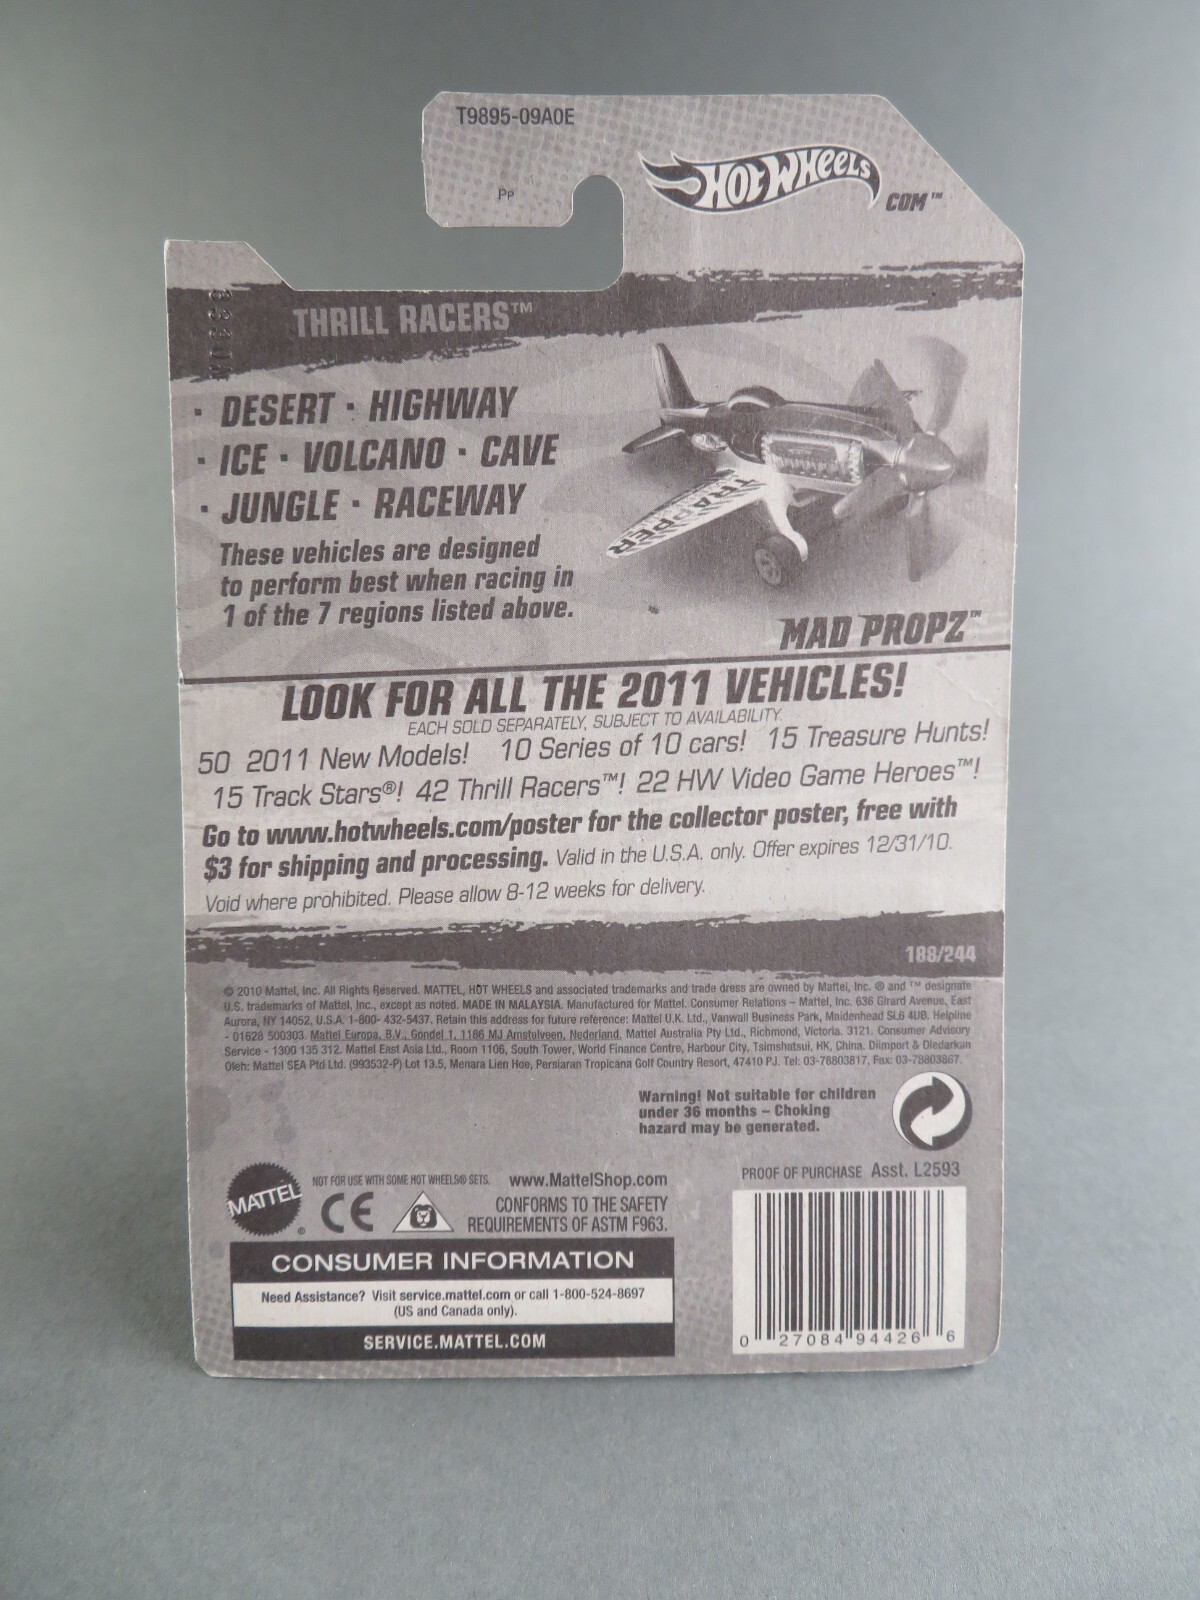 T9895-09A0E
Pp
HOT WHEELS
COM™
THRILL RACERS™
· DESERT · HIGHWAY
· ICE · VOLCANO · CAVE
· JUNGLE · RACEWAY
These vehicles are designed
to perform best when racing in
1 of the 7 regions listed above.
TRAPPER
MAD PROPZ™
LOOK FOR ALL THE 2011 VEHICLES!
EACH SOLD SEPARATELY, SUBJECT TO AVAILABILITY.
50 2011 New Models! 10 Series of 10 cars! 15 Treasure Hunts!
15 Track Stars®! 42 Thrill Racers™! 22 HW Video Game Heroes™!
Go to www.hotwheels.com/poster for the collector poster, free with
$3 for shipping and processing. Valid in the U.S.A. only. Offer expires 12/31/10.
Void where prohibited. Please allow 8-12 weeks for delivery.
188/244
© 2010 Mattel, Inc. All Rights Reserved. MATTEL, HOT WHEELS and associated trademarks and trade dress are owned by Mattel, Inc. ® and ™ designate
U.S. trademarks of Mattel, Inc., except as noted. MADE IN MALAYSIA. Manufactured for Mattel. Consumer Relations – Mattel, Inc. 636 Girard Avenue, East
Aurora, NY 14052, U.S.A. 1-800- 432-5437. Retain this address for future reference: Mattel U.K. Ltd., Vanwall Business Park, Maidenhead SL6 4UB. Helpline
- 01628 500303. Mattel Europa, B.V., Gondel 1, 1186 MJ Amstelveen, Nederland. Mattel Australia Pty Ltd., Richmond, Victoria. 3121. Consumer Advisory
Service - 1300 135 312. Mattel East Asia Ltd., Room 1106, South Tower, World Finance Centre, Harbour City, Tsimshatsui, HK, China. Diimport & Diedarkan
Oleh: Mattel SEA Ptd Ltd. (993532-P) Lot 13.5, Menara Lien Hoe, Persiaran Tropicana Golf Country Resort, 47410 PJ. Tel: 03-78803817, Fax: 03-78803867.
Warning! Not suitable for children
under 36 months – Choking
hazard may be generated.
PROOF OF PURCHASE Asst. L2593
MATTEL®
NOT FOR USE WITH SOME HOT WHEELS® SETS. www.MattelShop.com
CE
CONFORMS TO THE SAFETY
REQUIREMENTS OF ASTM F963.
CONSUMER INFORMATION
Need Assistance? Visit service.mattel.com or call 1-800-524-8697
(US and Canada only).
SERVICE.MATTEL.COM
0 27084 94426 6